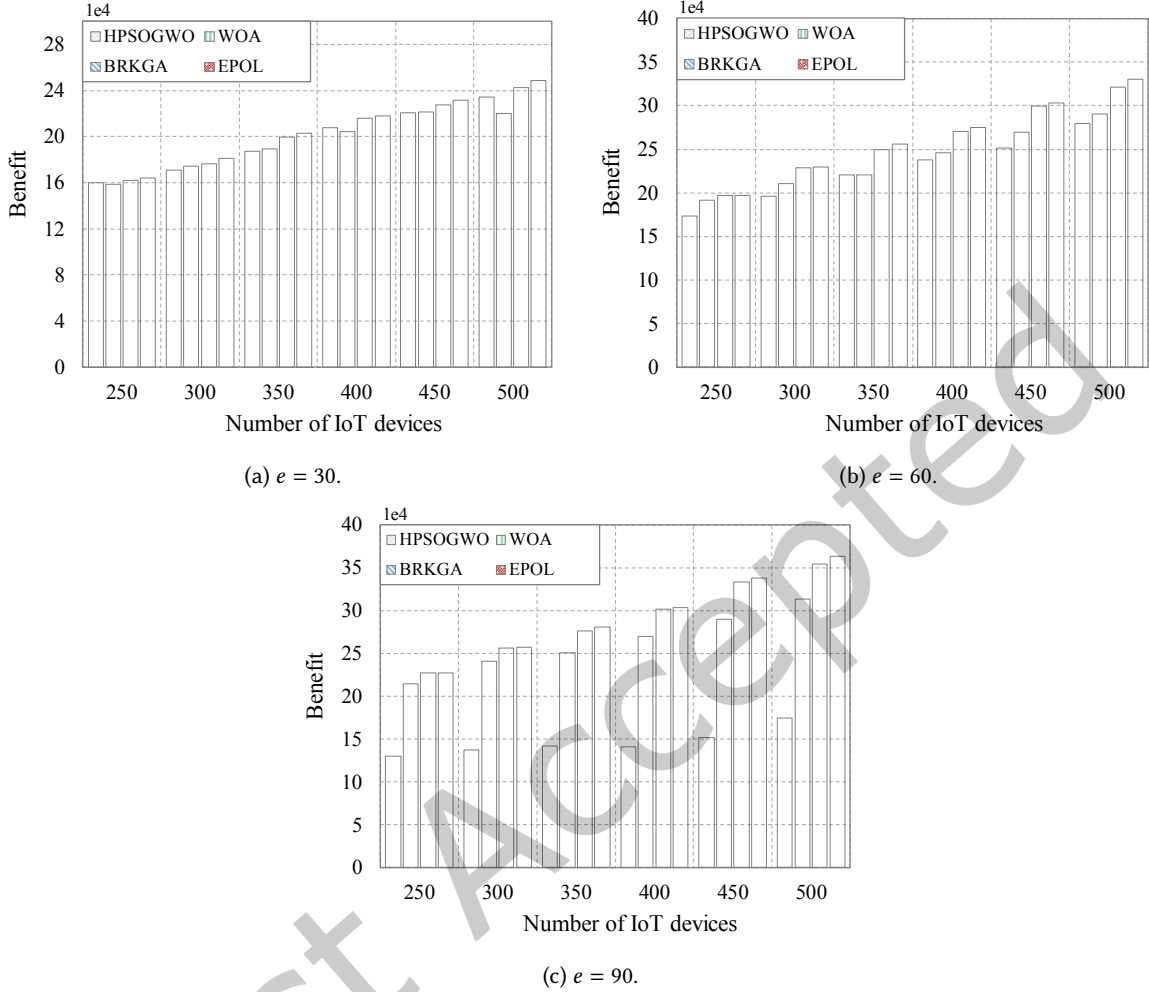 1e4
28
24
20
16
12
8
4
0
Benefit
HPSOGWO WOA
BRKGA EPOL
250 300 350 400 450 500
Number of IoT devices
(a) e = 30.
1e4
40
35
30
25
20
15
10
5
0
Benefit
HPSOGWO WOA
BRKGA EPOL
250 300 350 400 450 500
Number of IoT devices
(b) e = 60.
1e4
40
35
30
25
20
15
10
5
0
Benefit
HPSOGWO WOA
BRKGA EPOL
250 300 350 400 450 500
Number of IoT devices
(c) e = 90.
st Accepted